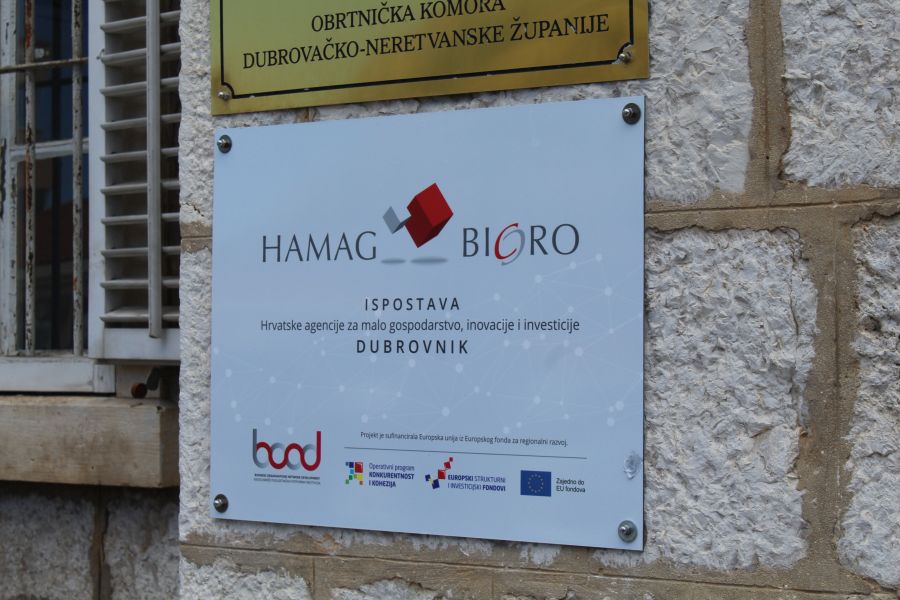 OBRTNIČKA KOMORA
DUBROVAČKO-NERETVANSKE ŽUPANIJE
HAMAG BICRO
ISPOSTAVA
Hrvatske agencije za malo gospodarstvo, inovacije i investicije
DUBROVNIK
Projekt je sufinancirala Europska unija iz Europskog fonda za regionalni razvoj.
bond
Operativni program
KONKURENTNOST
I KOHEZIJA
EUROPSKI STRUKTURNI
I INVESTICIJSKI FONDOVI
Zajedno do
EU fondova